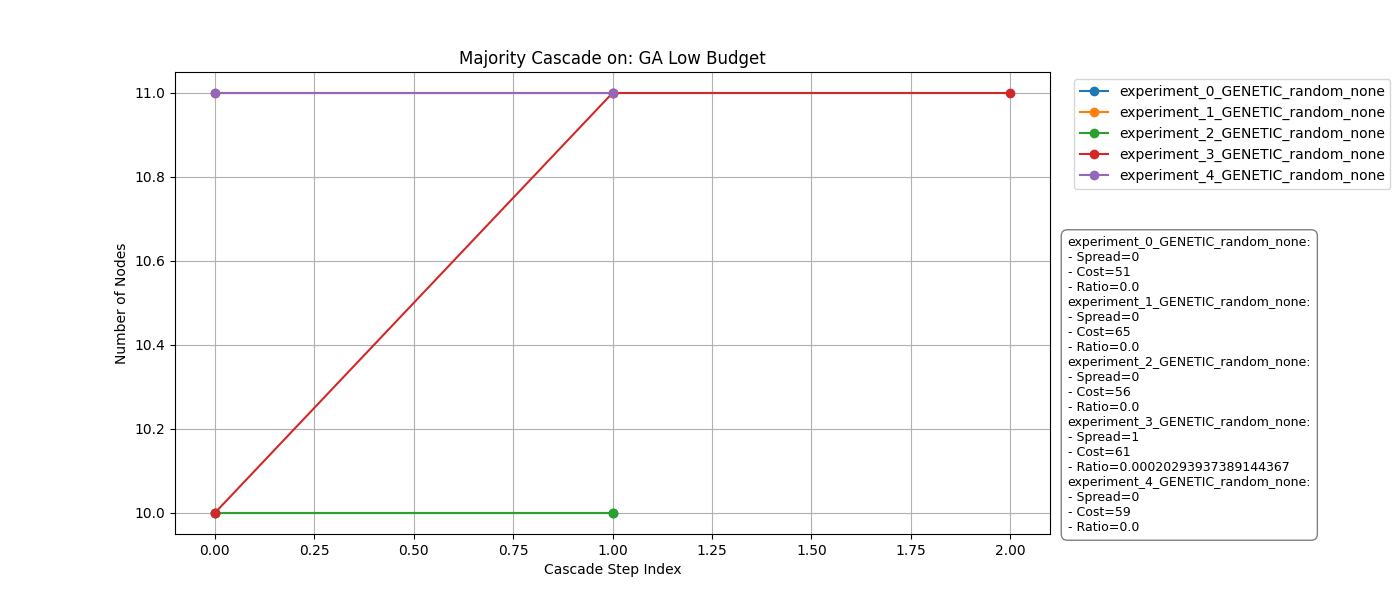 Majority Cascade on: GA Low Budget
11.0
10.8
10.6
10.4
10.2
10.0
Number of Nodes
0.00 0.25 0.50 0.75 1.00 1.25 1.50 1.75 2.00
Cascade Step Index
experiment_0_GENETIC_random_none
experiment_1_GENETIC_random_none
experiment_2_GENETIC_random_none
experiment_3_GENETIC_random_none
experiment_4_GENETIC_random_none
experiment_0_GENETIC_random_none:
- Spread=0
- Cost=51
- Ratio=0.0
experiment_1_GENETIC_random_none:
- Spread=0
- Cost=65
- Ratio=0.0
experiment_2_GENETIC_random_none:
- Spread=0
- Cost=56
- Ratio=0.0
experiment_3_GENETIC_random_none:
- Spread=1
- Cost=61
- Ratio=0.00020293937389144367
experiment_4_GENETIC_random_none:
- Spread=0
- Cost=59
- Ratio=0.0